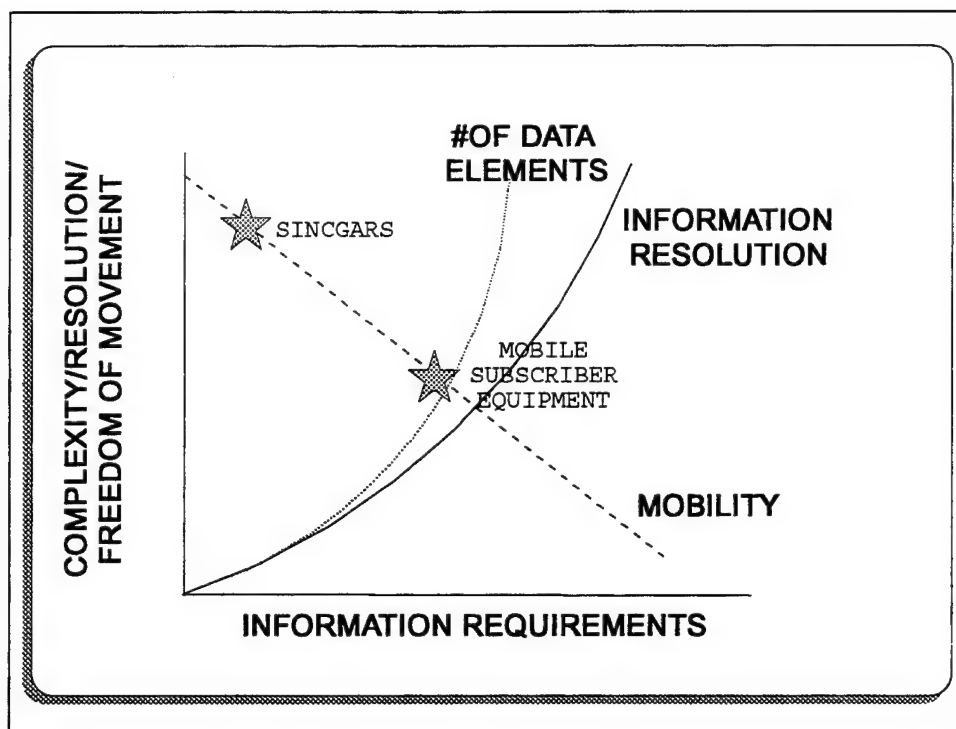 #OF DATA
ELEMENTS
INFORMATION
RESOLUTION
SINCGARS
MOBILE
SUBSCRIBER
EQUIPMENT
MOBILITY
COMPLEXITY/RESOLUTION/
FREEDOM OF MOVEMENT
INFORMATION REQUIREMENTS